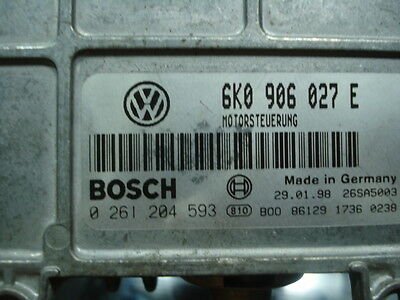 6K0 906 027 E
MOTORSTEUERUNG
BOSCH
Made in Germany
29.01.98 26SA5003
0 261 204 593 810 B00 86129 1736 0238